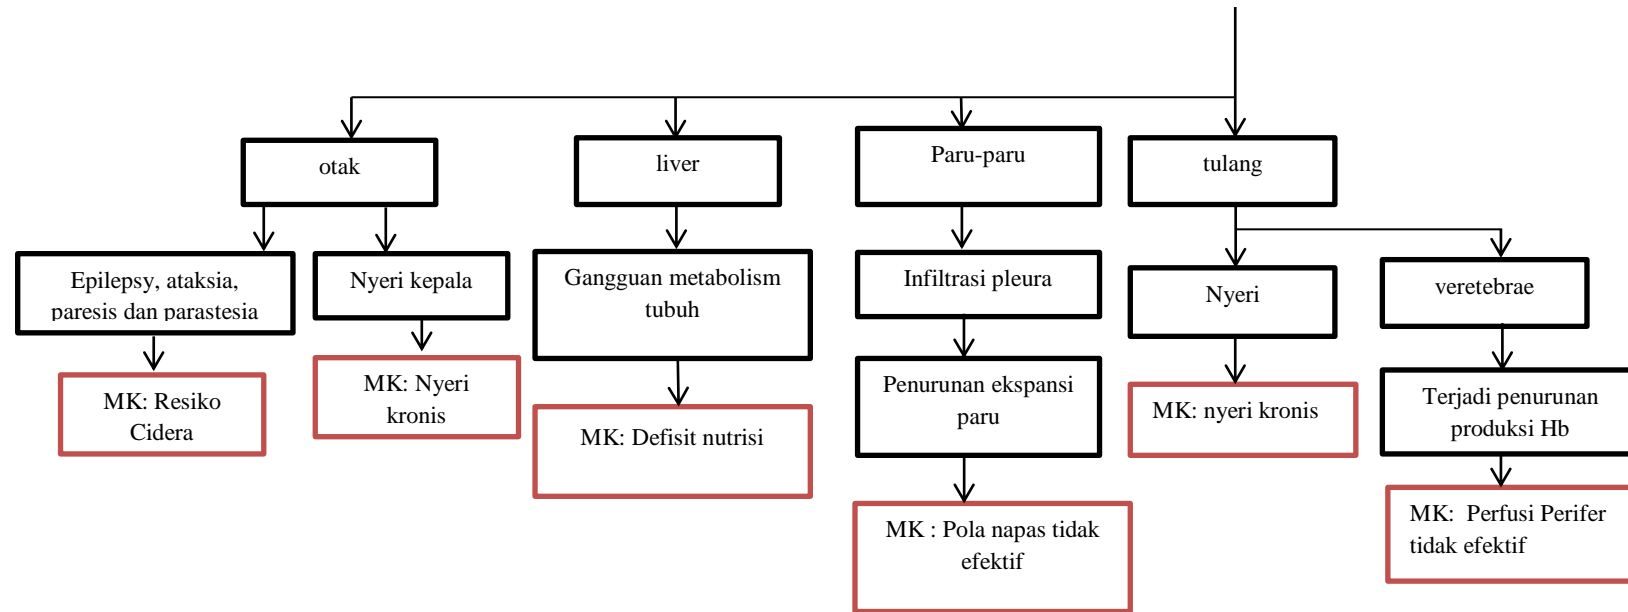 otak
liver
Paru-paru
tulang
Epilepsy, ataksia,
paresis dan parastesia
Nyeri kepala
Gangguan metabolism
tubuh
Infiltrasi pleura
Nyeri
veretebrae
MK: Resiko
Cidera
MK: Nyeri
kronis
MK: Defisit nutrisi
Penurunan ekspansi
paru
MK: nyeri kronis
Terjadi penurunan
produksi Hb
MK : Pola napas tidak
efektif
MK:  Perfusi Perifer
tidak efektif